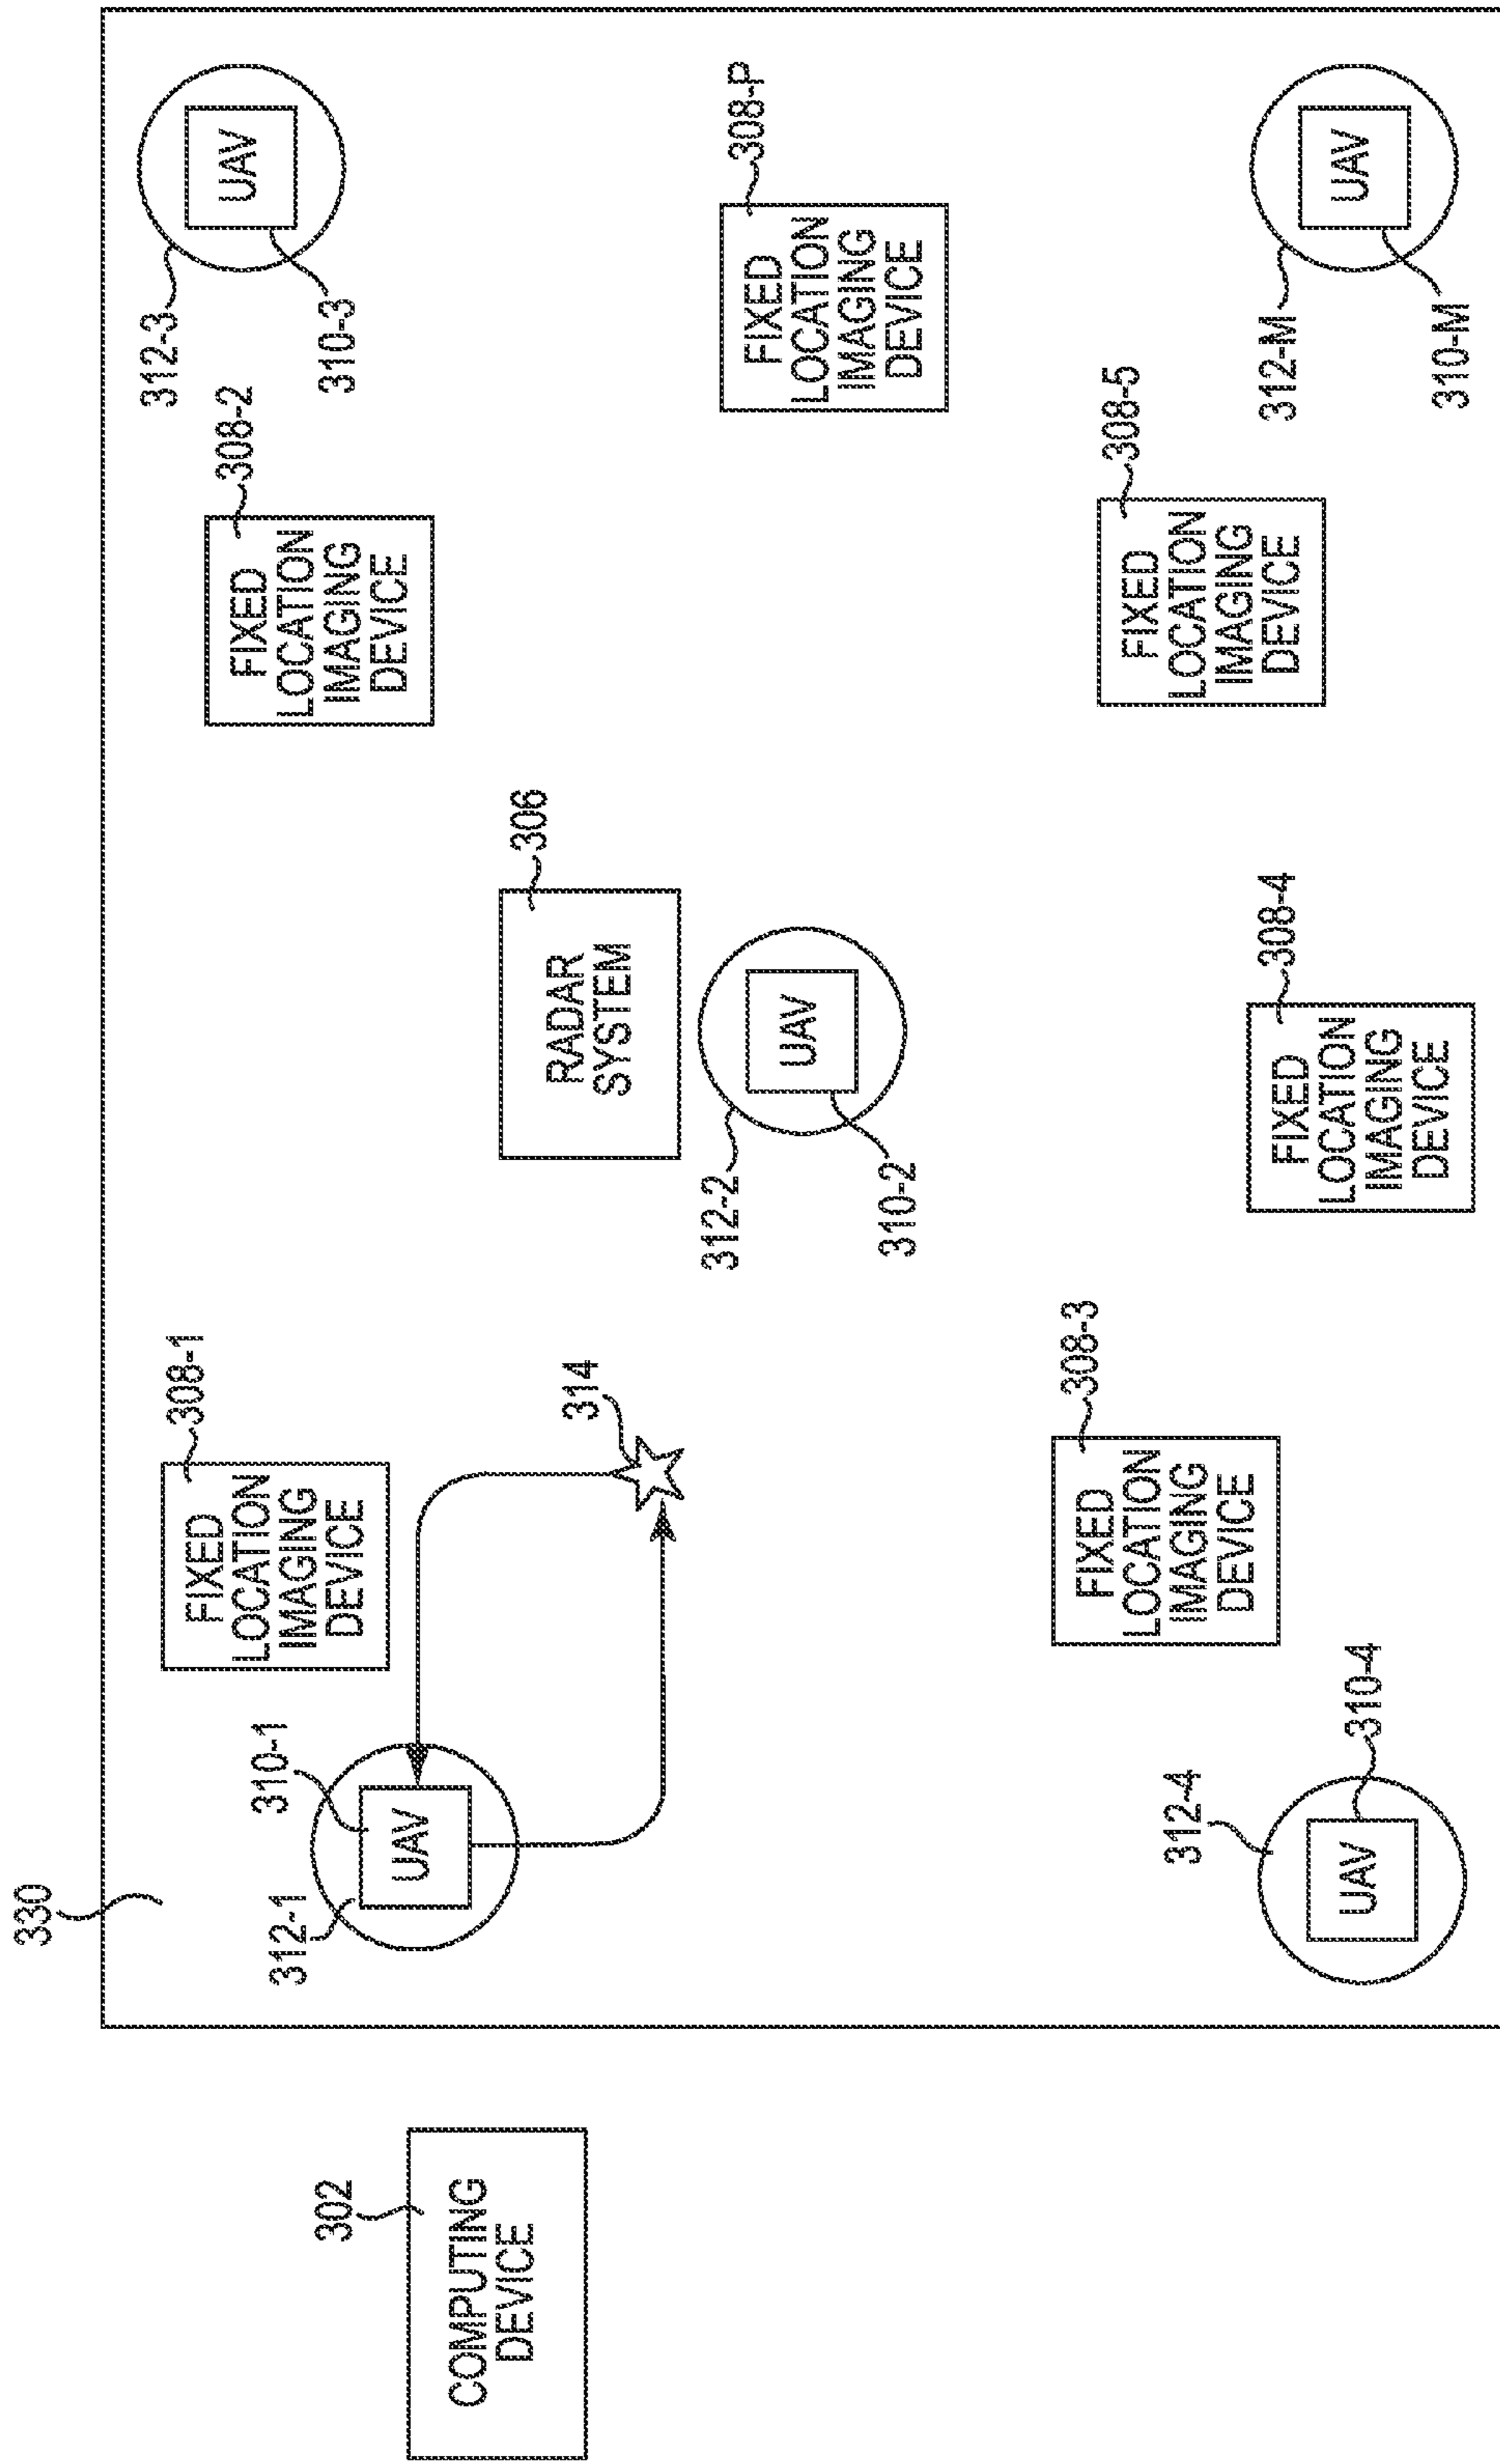 330
302
COMPUTING
DEVICE
312-1
310-1
UAV
308-1
FIXED
LOCATION
IMAGING
DEVICE
314
306
RADAR
SYSTEM
312-2
310-2
UAV
308-2
FIXED
LOCATION
IMAGING
DEVICE
312-3
310-3
UAV
308-P
FIXED
LOCATION
IMAGING
DEVICE
312-4
310-4
UAV
308-3
FIXED
LOCATION
IMAGING
DEVICE
308-4
FIXED
LOCATION
IMAGING
DEVICE
308-5
FIXED
LOCATION
IMAGING
DEVICE
312-M
310-M
UAV